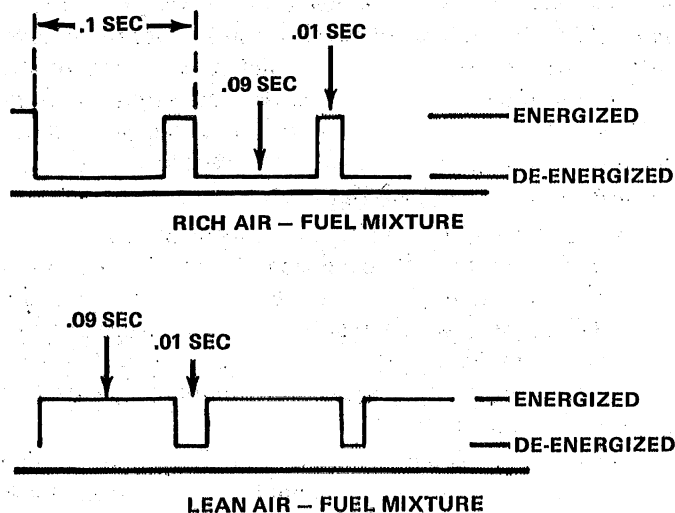 .1 SEC
.01 SEC
.09 SEC
ENERGIZED
DE-ENERGIZED
RICH AIR – FUEL MIXTURE
.09 SEC
.01 SEC
ENERGIZED
DE-ENERGIZED
LEAN AIR – FUEL MIXTURE